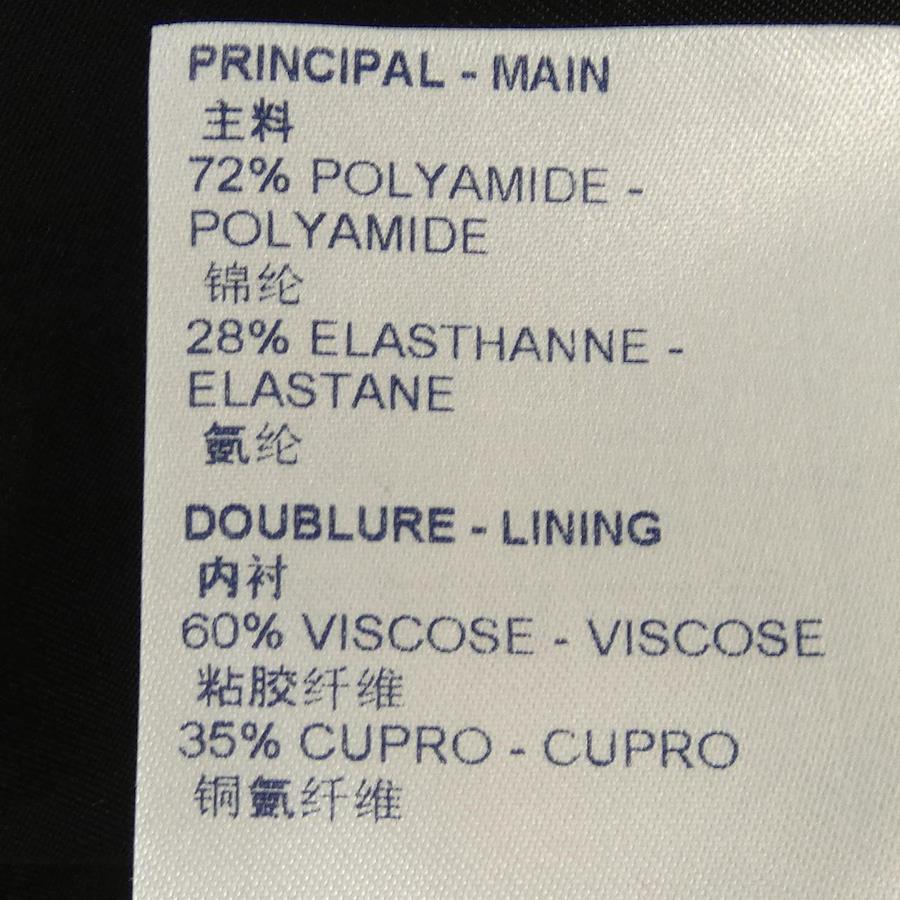 PRINCIPAL - MAIN
主料
72% POLYAMIDE -
POLYAMIDE
锦纶
28% ELASTHANNE -
ELASTANE
氨纶
DOUBLURE - LINING
内衬
60% VISCOSE - VISCOSE
粘胶纤维
35% CUPRO - CUPRO
铜氨纤维